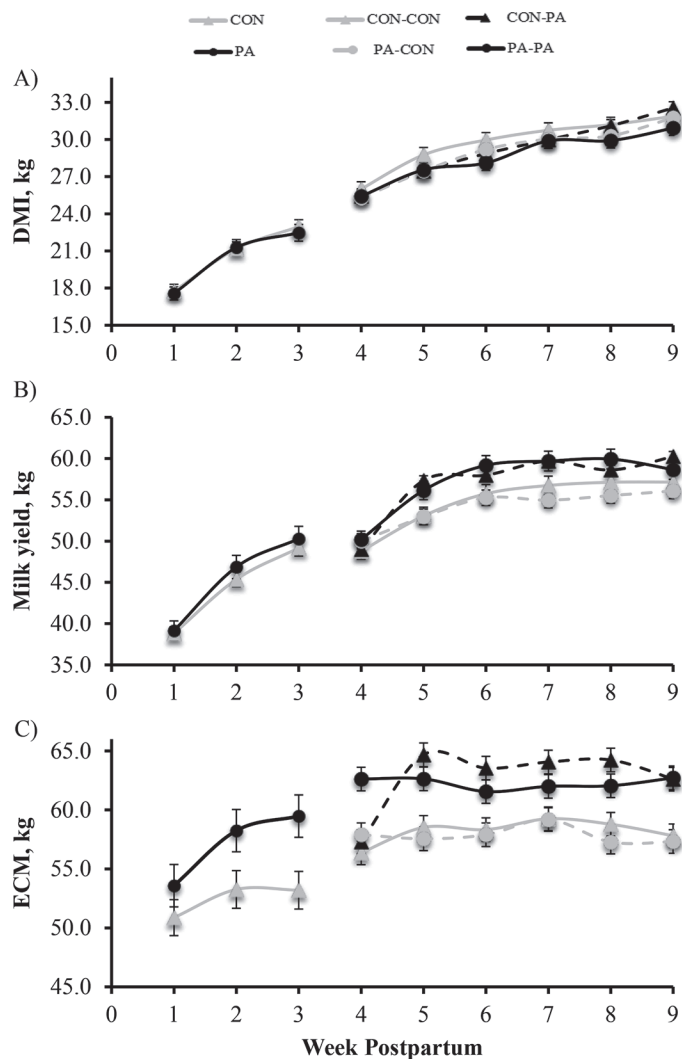 CON CON-CON CON-PA
PA PA-CON PA-PA
A)
33.0
30.0
27.0
24.0
21.0
18.0
15.0
DMI, kg
0 1 2 3 4 5 6 7 8 9
B)
65.0
60.0
55.0
50.0
45.0
40.0
35.0
Milk yield, kg
0 1 2 3 4 5 6 7 8 9
C)
65.0
60.0
55.0
50.0
45.0
ECM, kg
0 1 2 3 4 5 6 7 8 9
Week Postpartum